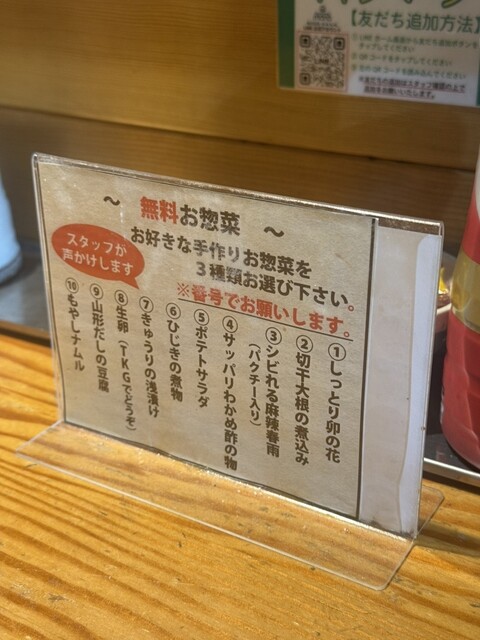 【友だち追加方法】
～ 無料お惣菜 ～
お好きな手作りお惣菜を
3種類お選び下さい。
※番号でお願いします。
スタッフが
声かけします
①しっとり卯の花
②切干大根の煮込み
③シビれる麻辣春雨
（パクチー入り）
④サッパリわかめ酢の物
⑤ポテトサラダ
⑥ひじきの煮物
⑦きゅうりの浅漬け
⑧生卵（TKGでどうぞ）
⑨山形だしの豆腐
⑩もやしナムル